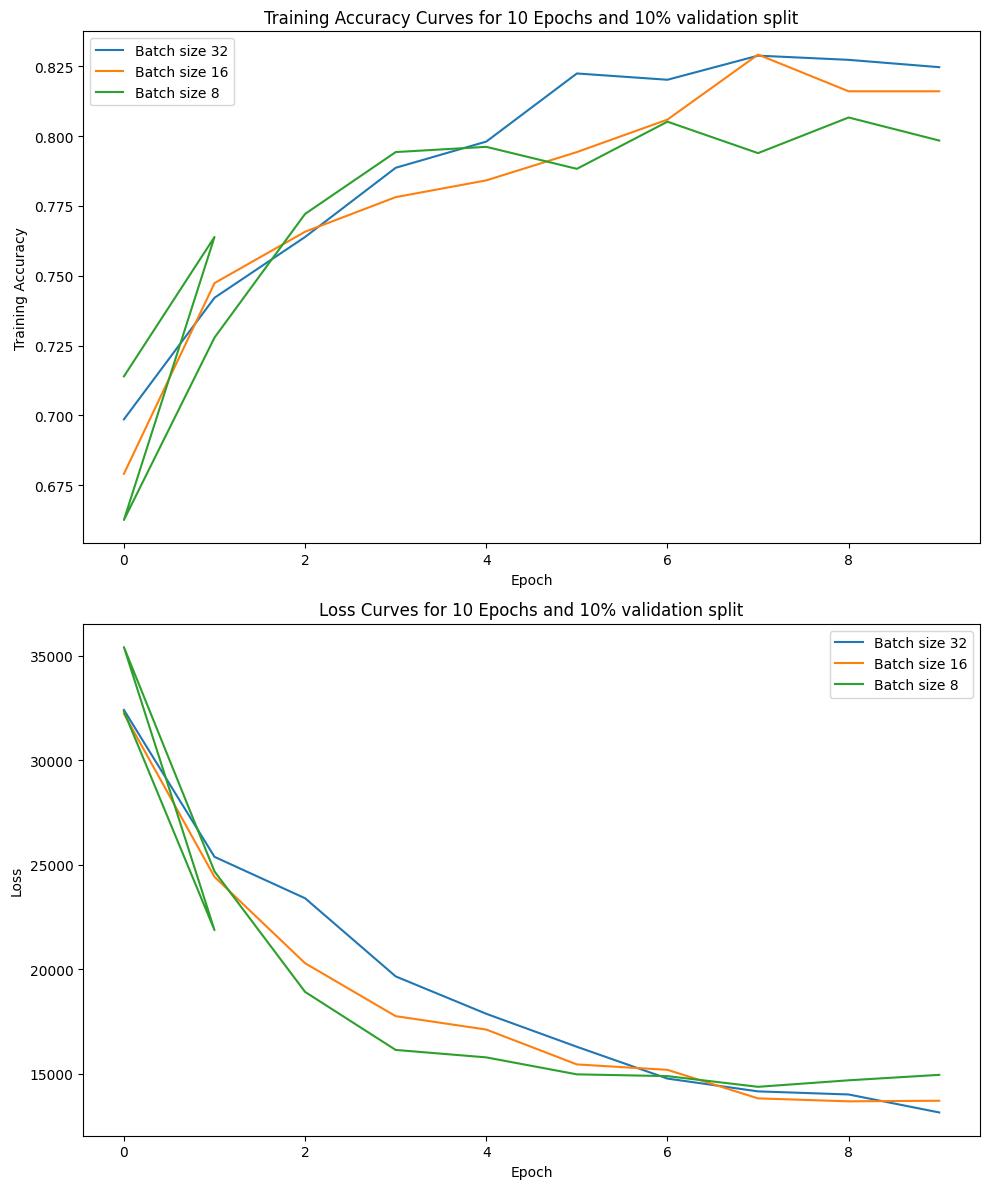 Training Accuracy Curves for 10 Epochs and 10% validation split
Batch size 32
Batch size 16
Batch size 8
0.825
0.800
0.775
0.750
0.725
0.700
0.675
Training Accuracy
0 2 4 6 8
Epoch
Loss Curves for 10 Epochs and 10% validation split
Batch size 32
Batch size 16
Batch size 8
35000
30000
25000
20000
15000
Loss
0 2 4 6 8
Epoch